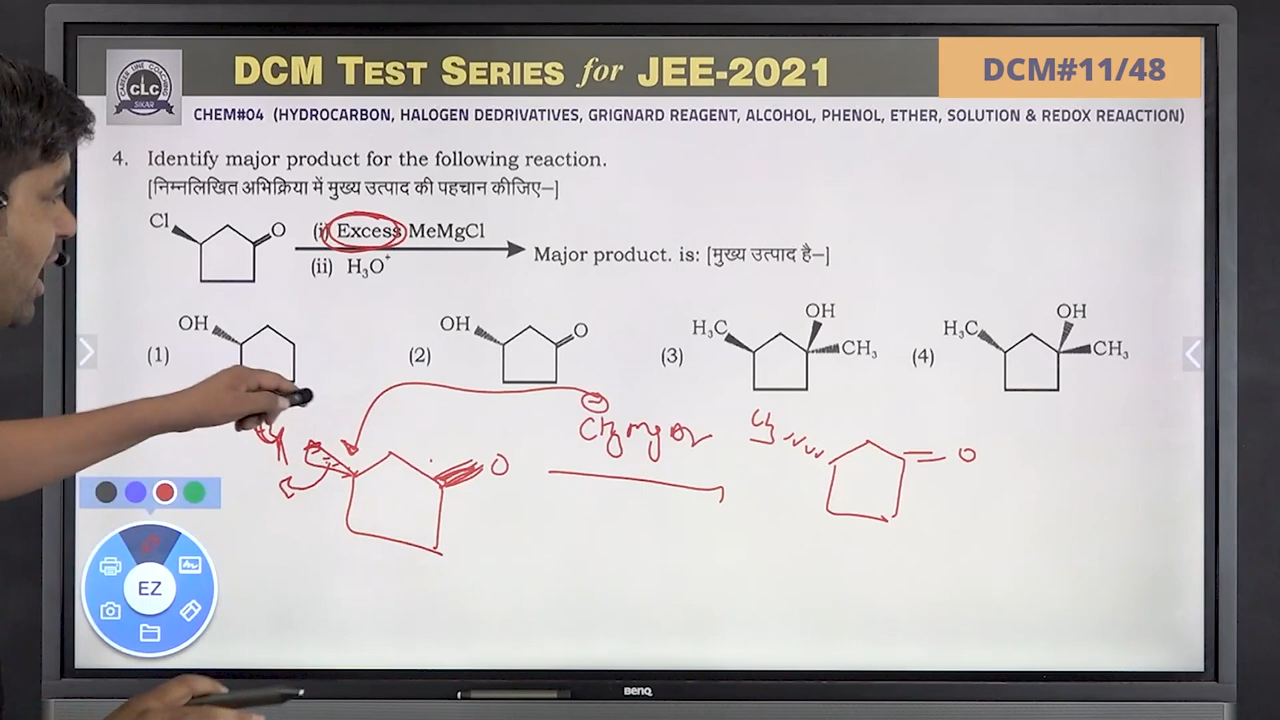 DCM TEST SERIES for JEE-2021
DCM#11/48
CAREER LINE COACHING
CLC
SIKAR
CHEM#04 (HYDROCARBON, HALOGEN DEDRIVATIVES, GRIGNARD REAGENT, ALCOHOL, PHENOL, ETHER, SOLUTION & REDOX REAACTION)
4. Identify major product for the following reaction.
[निम्नलिखित अभिक्रिया में मुख्य उत्पाद की पहचान कीजिए–]
Cl
O
(i) Excess MeMgCl
(ii) H₃O⁺
Major product. is: [मुख्य उत्पाद है–]
(1) OH
(2) OH O
(3) H₃C OH CH₃
(4) H₃C OH CH₃
O
O
EZ
BenQ